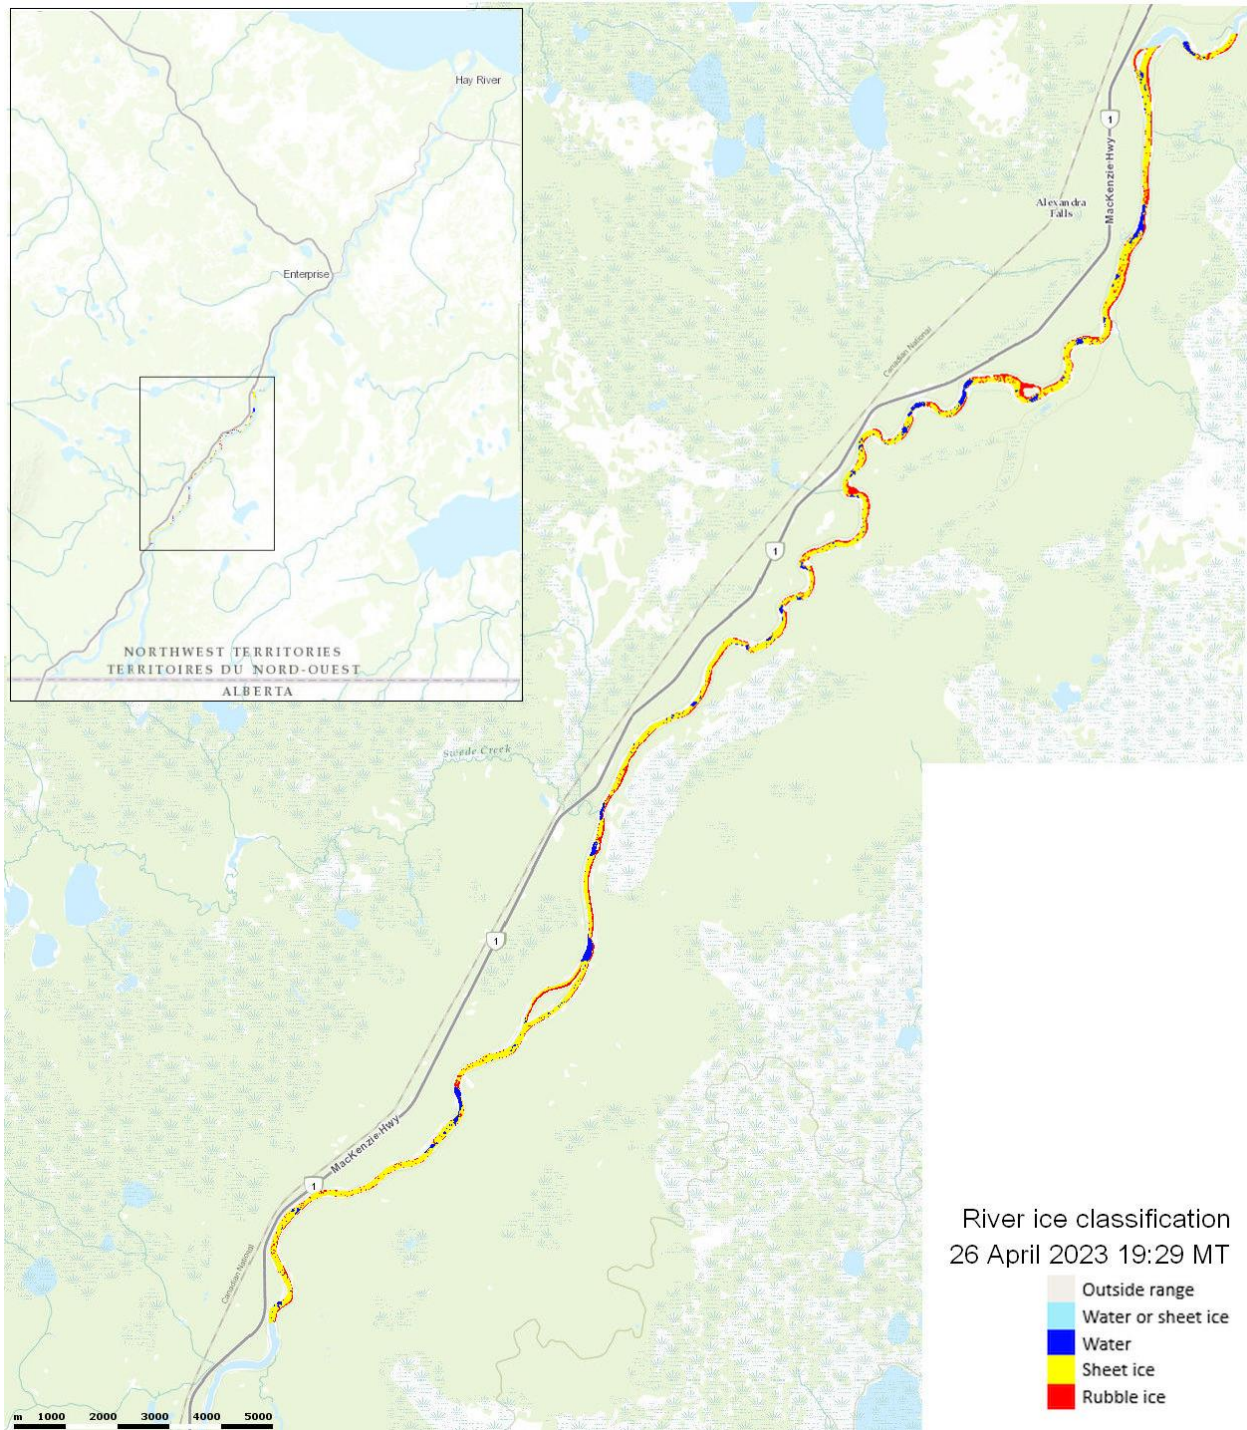 Hay River
Enterprise
NORTHWEST TERRITORIES
TERRITOIRES DU NORD-OUEST
ALBERTA
1
MacKenzie Hwy
Alexandra
Falls
Canadian National
1
Swede Creek
1
MacKenzie Hwy
1
Canadian National
River ice classification
26 April 2023 19:29 MT
Outside range
Water or sheet ice
Water
Sheet ice
Rubble ice
m 1000 2000 3000 4000 5000